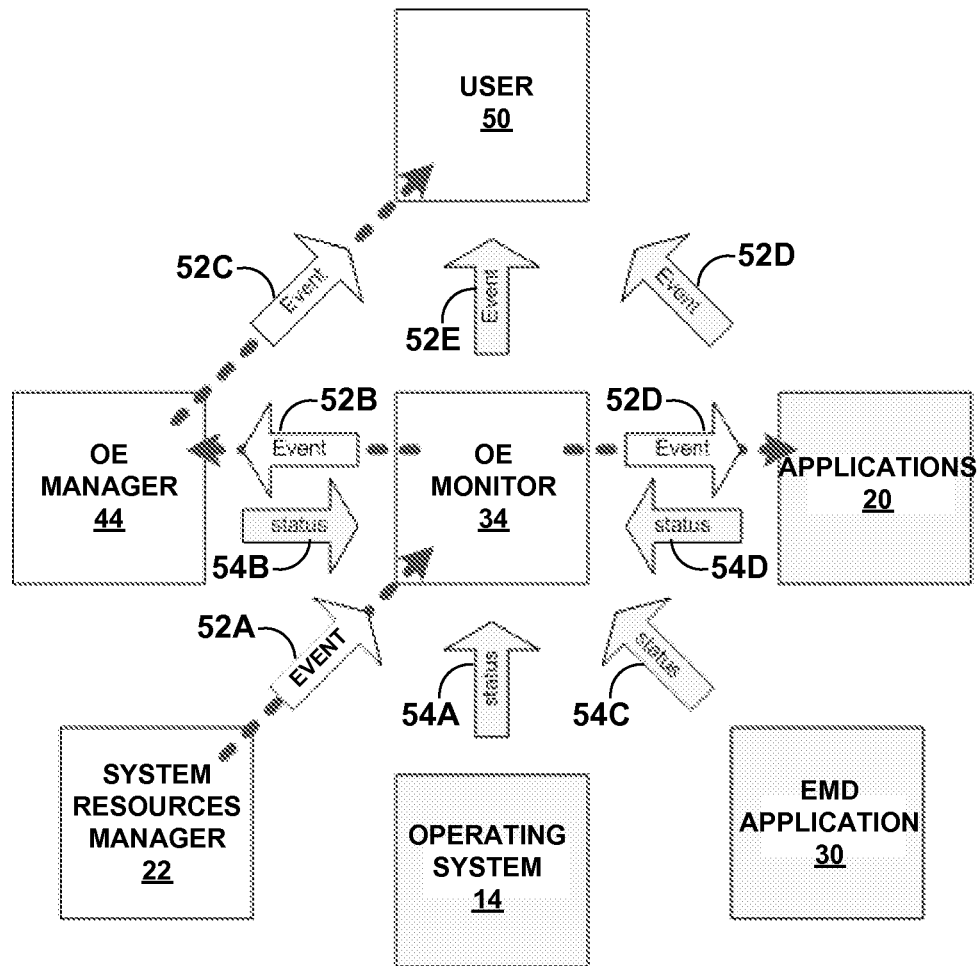 USER
50
52C
Event
52E
Event
52D
Event
52B
Event
52D
Event
OE
MANAGER
44
OE
MONITOR
34
APPLICATIONS
20
status
54B
status
54D
52A
EVENT
54A
status
54C
status
SYSTEM
RESOURCES
MANAGER
22
OPERATING
SYSTEM
14
EMD
APPLICATION
30